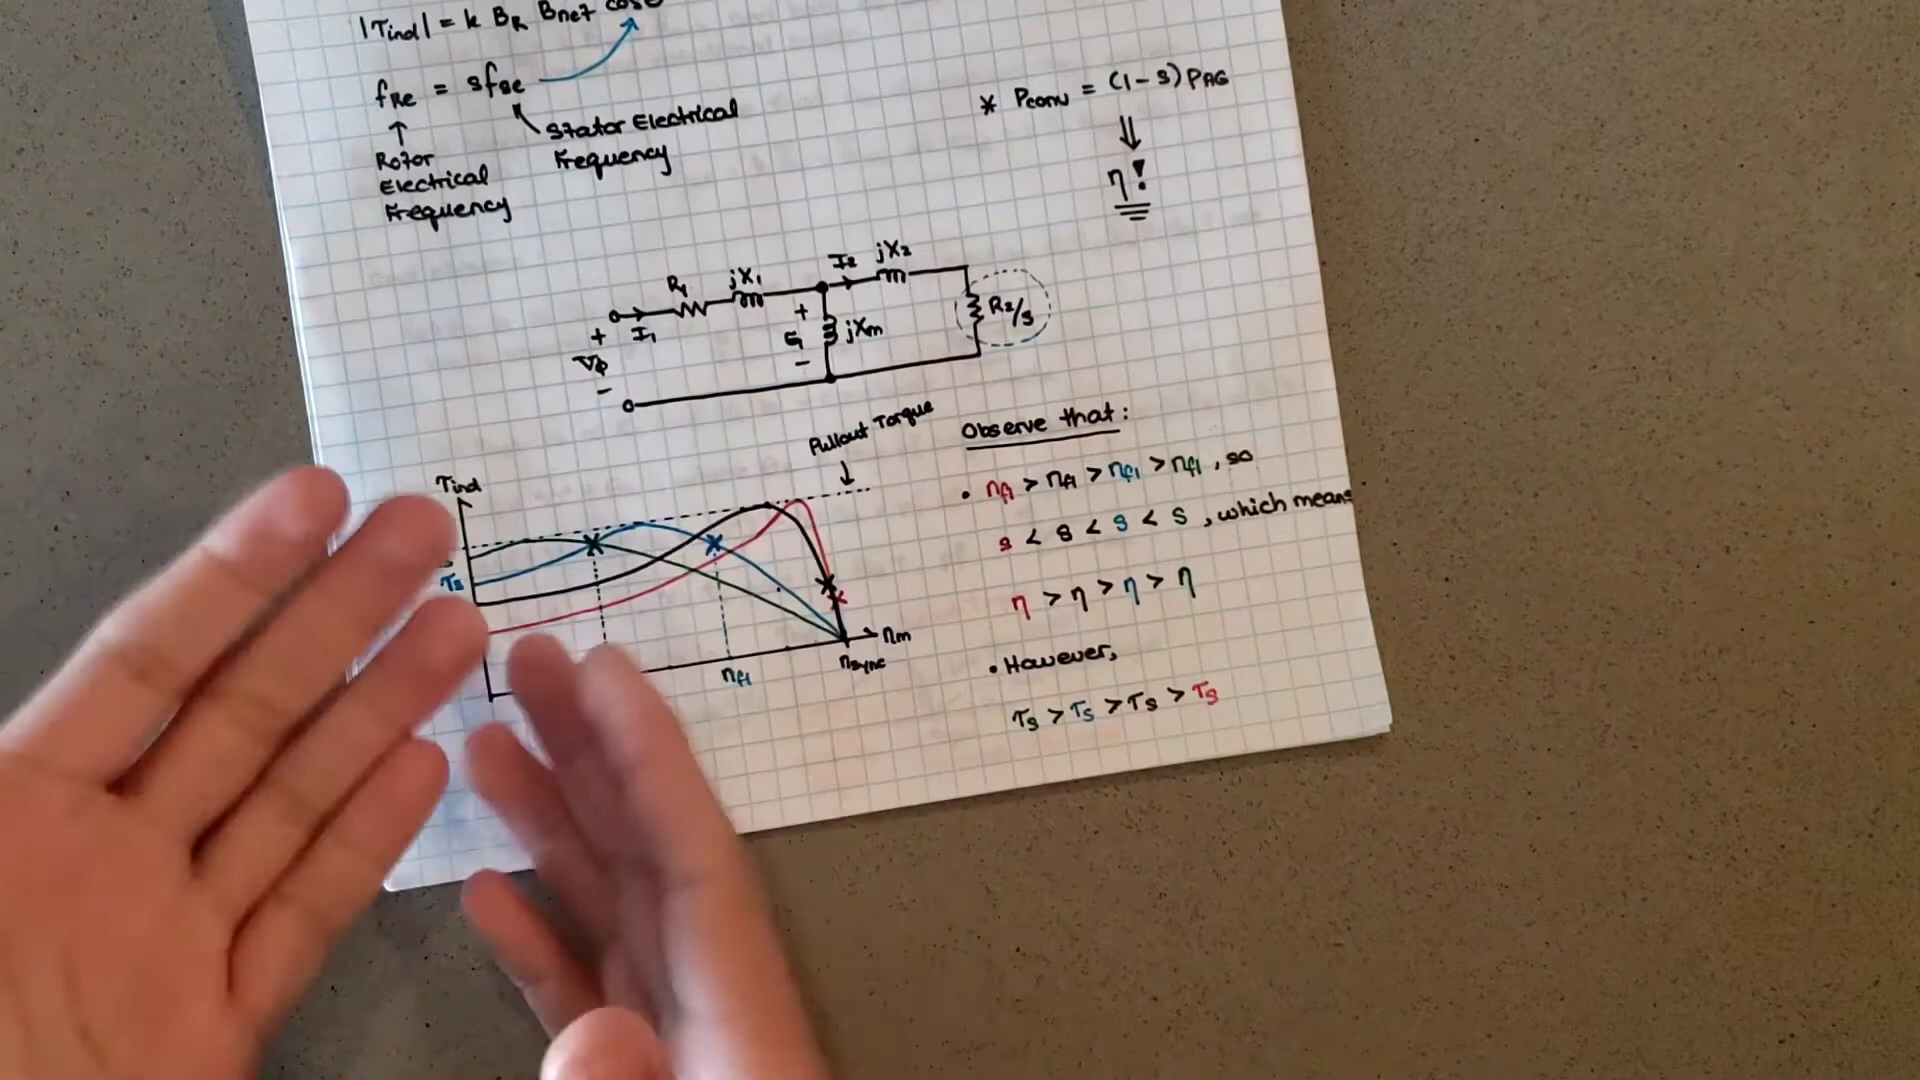 |τind| = k BR Bnet
fRe = sfse
Rotor
Electrical
Frequency
Stator Electrical
Frequency
* Pconv = (1-s) PAG
⇓
η!
R1
jX1
I2
jX2
I1
+
Vφ
-
+
E1
-
jXm
R2/s
Pullout Torque
τind
τs
nm
nsync
nfl
Observe that:
• nfl > nfl > nfl > nfl, so
s < s < s < s, which means
η > η > η > η
• However,
τs > τs > τs > τs